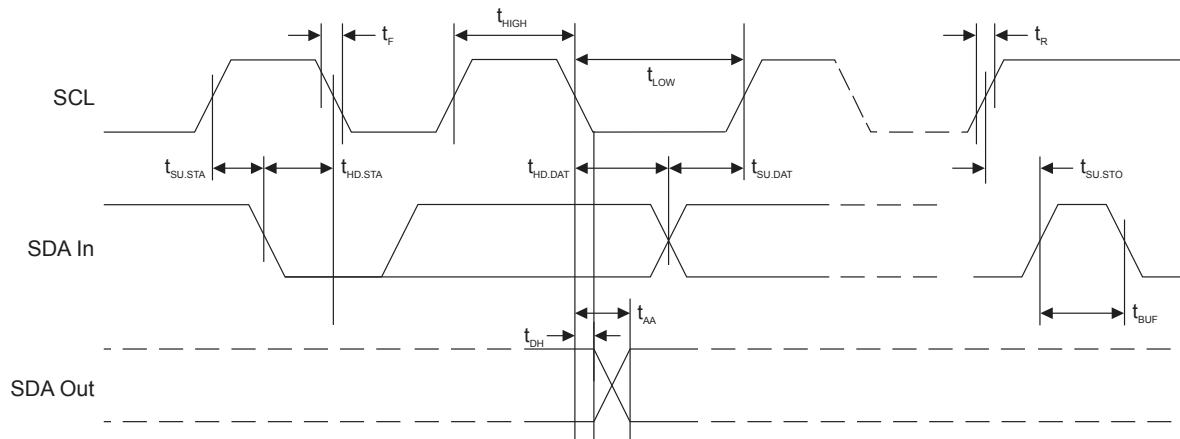 t_HIGH
t_F
t_R
t_LOW
SCL
t_SU.STA
t_HD.STA
t_HD.DAT
t_SU.DAT
t_SU.STO
SDA In
t_BUF
t_AA
t_DH
SDA Out